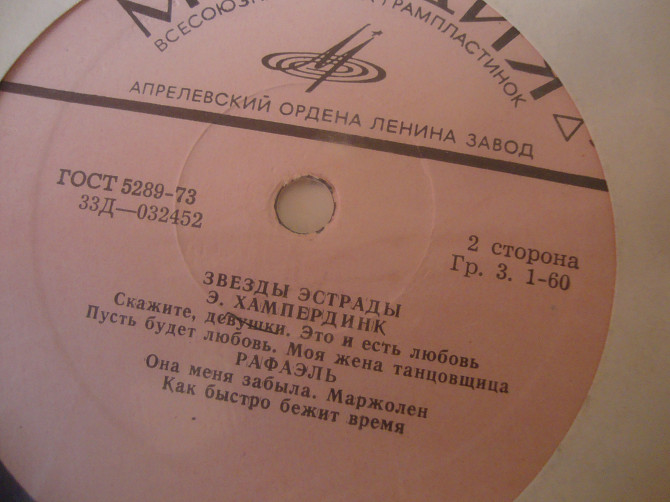 ВСЕСОЮЗН ГРАМПЛАСТИНОК
АПРЕЛЕВСКИЙ ОРДЕНА ЛЕНИНА ЗАВОД
ГОСТ 5289-73
33Д—032452
2 сторона
Гр. 3. 1-60
ЗВЕЗДЫ ЭСТРАДЫ
Э. ХАМПЕРДИНК
Скажите, девушки. Это и есть любовь
Пусть будет любовь. Моя жена танцовщица
РАФАЭЛЬ
Она меня забыла. Маржолен
Как быстро бежит время